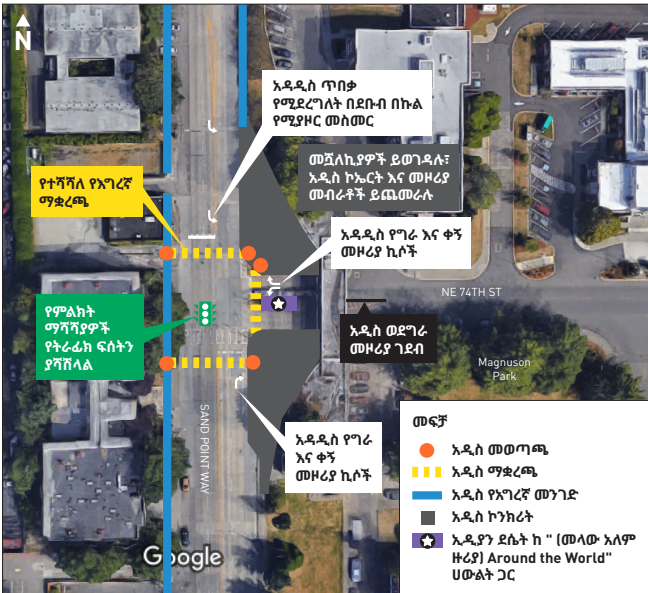 N
አዳዲስ ጥበቃ
የሚደረግለት በደቡብ በኩል
የሚያዞር መስመር
መሿለኪያዎች ይወገዳሉ፣
አዲስ ኮኤርት እና መዞሪያ
መብራቶች ይጨመራሉ
የተሻሻለ የእግረኛ
ማቋረጫ
አዳዲስ የግራ እና ቀኝ
መዞሪያ ኪሶች
NE 74TH ST
የምልክት
ማሻሻያዎች
የትራፊክ ፍሰትን
ያሻሽላል
አዲስ ወደግራ
መዞሪያ ገደብ
Magnuson
Park
SAND POINT WAY
አዳዲስ የግራ
እና ቀኝ
መዞሪያ ኪሶች
መፍቻ
አዲስ መወጣጫ
አዲስ ማቋረጫ
አዲስ የእግረኛ መንገድ
አዲስ ኮንክሪት
ኢዲያን ደሴት ከ " (መላው አለም
ዙሪያ) Around the World"
ሀውልት ጋር
Google